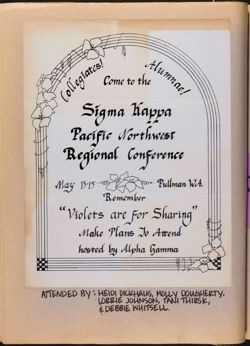 Collegiates! Alumnae!
Come to the
Sigma Kappa
Pacific Northwest
Regional Conference
May 13-15 Pullman WA.
Remember
"Violets are for Sharing"
Make Plans To Attend
hosted by Alpha Gamma
ATTENDED BY: HEIDI DICKHAUS, MOLLY DOUGHERTY,
LORRIE JOHNSON, TANI THIRSK,
& DEBBIE WHITSELL.